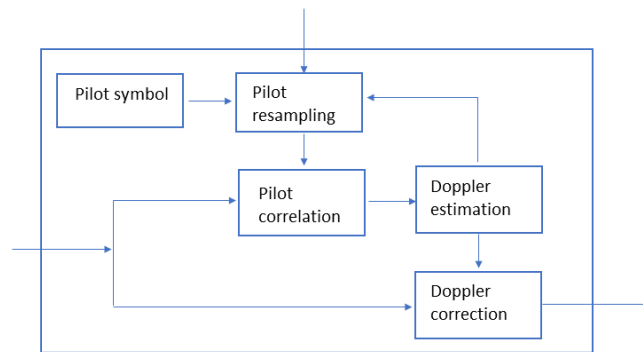 Pilot symbol
Pilot
resampling
Pilot
correlation
Doppler
estimation
Doppler
correction